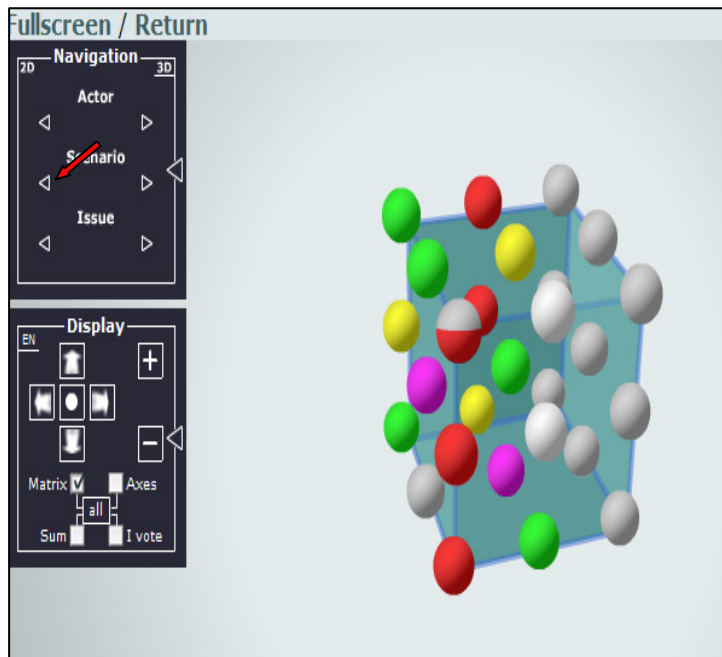 Fullscreen / Return
Navigation
2D 3D
Actor
Scenario
Issue
Display
EN
Matrix Axes
all
Sum I vote